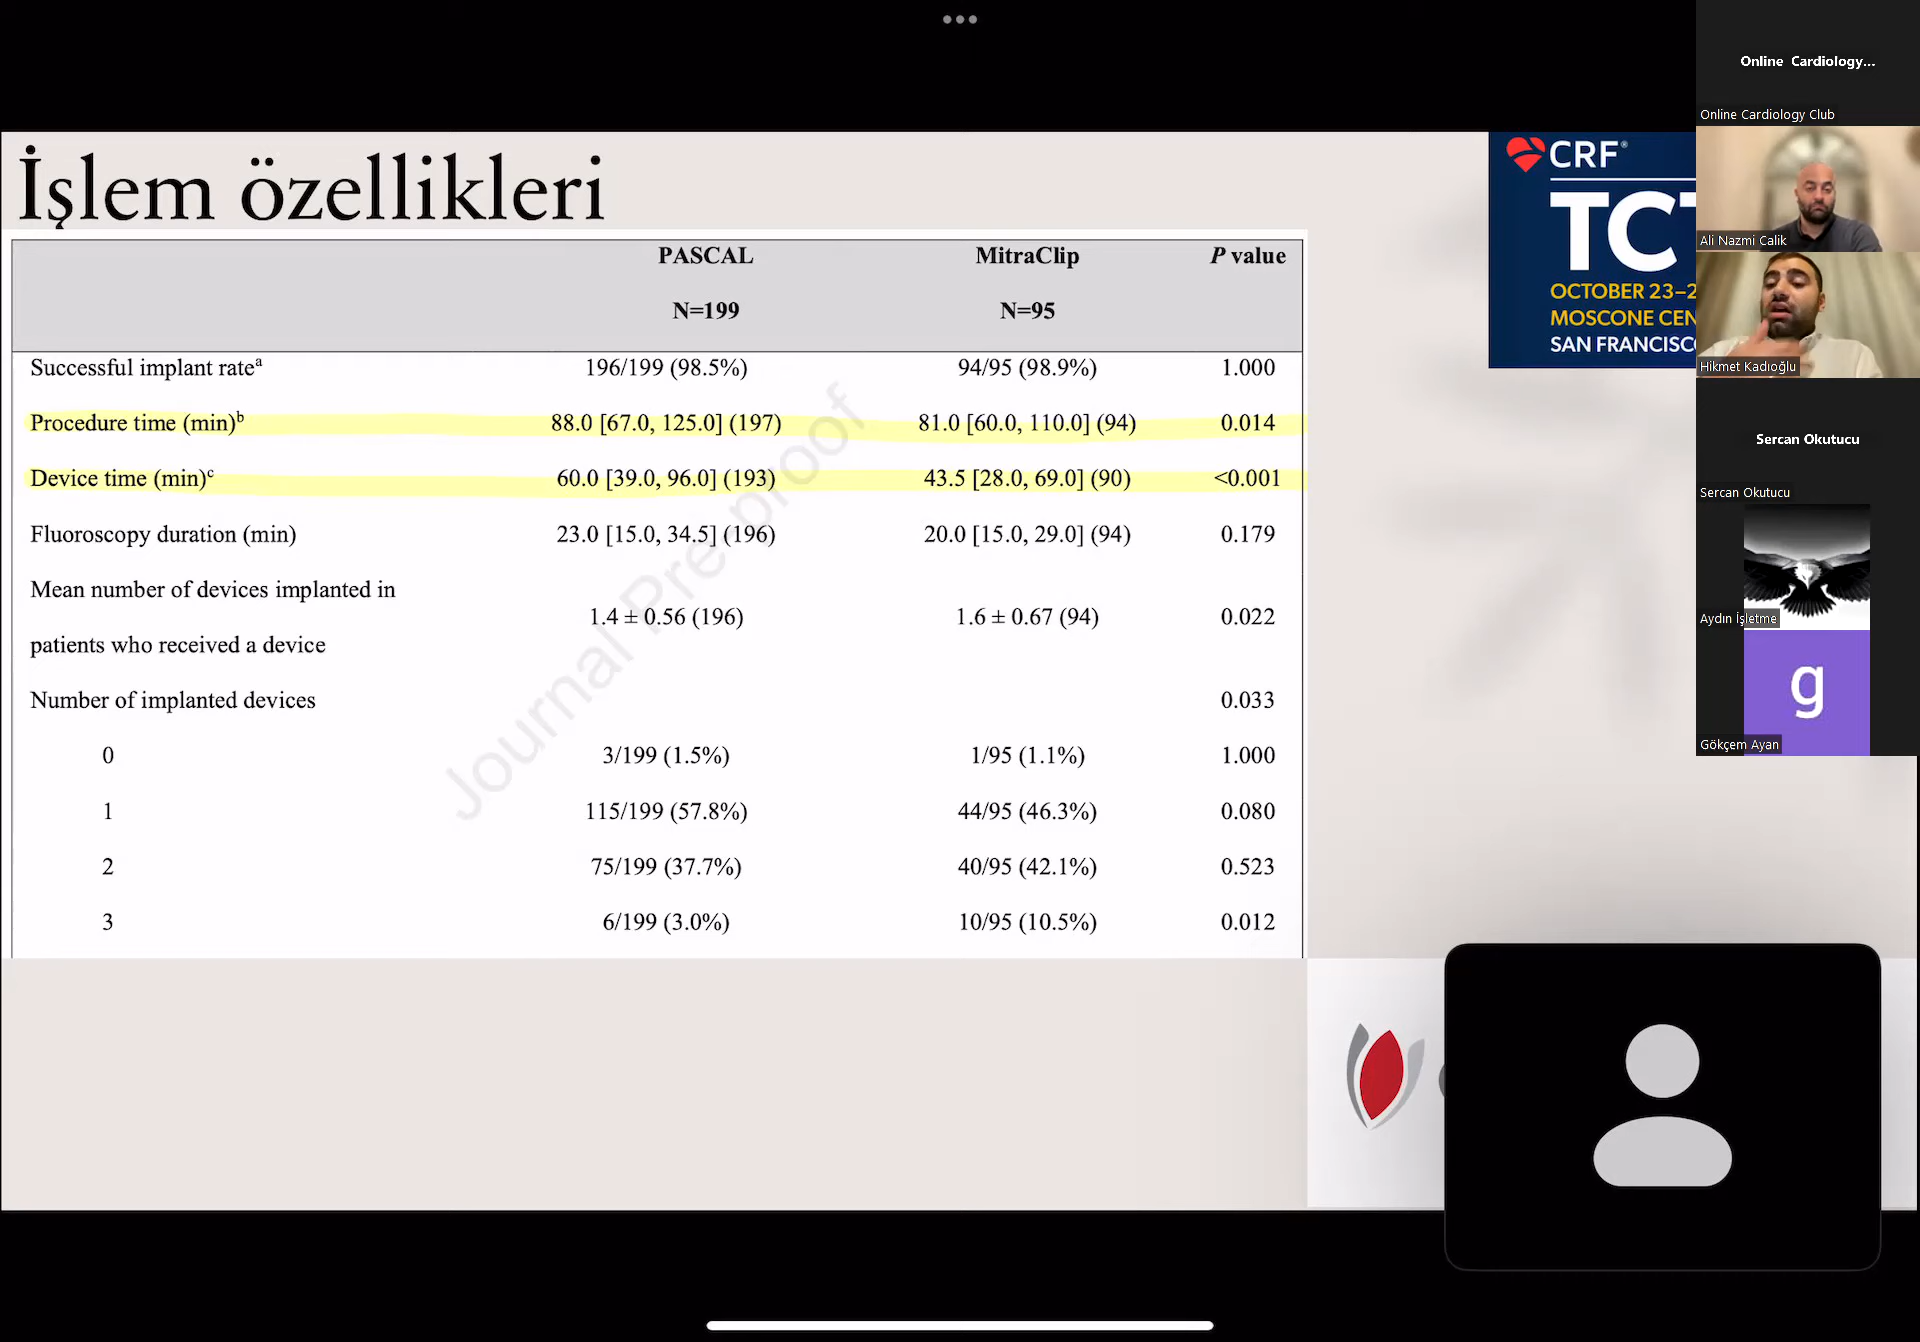 İşlem özellikleri
PASCAL MitraClip P value
N=199 N=95
Successful implant rateª 196/199 (98.5%) 94/95 (98.9%) 1.000
Procedure time (min)ᵇ 88.0 [67.0, 125.0] (197) 81.0 [60.0, 110.0] (94) 0.014
Device time (min)ᶜ 60.0 [39.0, 96.0] (193) 43.5 [28.0, 69.0] (90) <0.001
Fluoroscopy duration (min) 23.0 [15.0, 34.5] (196) 20.0 [15.0, 29.0] (94) 0.179
Mean number of devices implanted in
1.4 ± 0.56 (196) 1.6 ± 0.67 (94) 0.022
patients who received a device
Number of implanted devices 0.033
0 3/199 (1.5%) 1/95 (1.1%) 1.000
1 115/199 (57.8%) 44/95 (46.3%) 0.080
2 75/199 (37.7%) 40/95 (42.1%) 0.523
3 6/199 (3.0%) 10/95 (10.5%) 0.012
Journal Pre-proof
CRF®
TC
OCTOBER 23–2
MOSCONE CEN
SAN FRANCISC
Online Cardiology...
Online Cardiology Club
Ali Nazmi Calik
Hikmet Kadıoğlu
Sercan Okutucu
Sercan Okutucu
Aydın İşletme
g
Gökçem Ayan